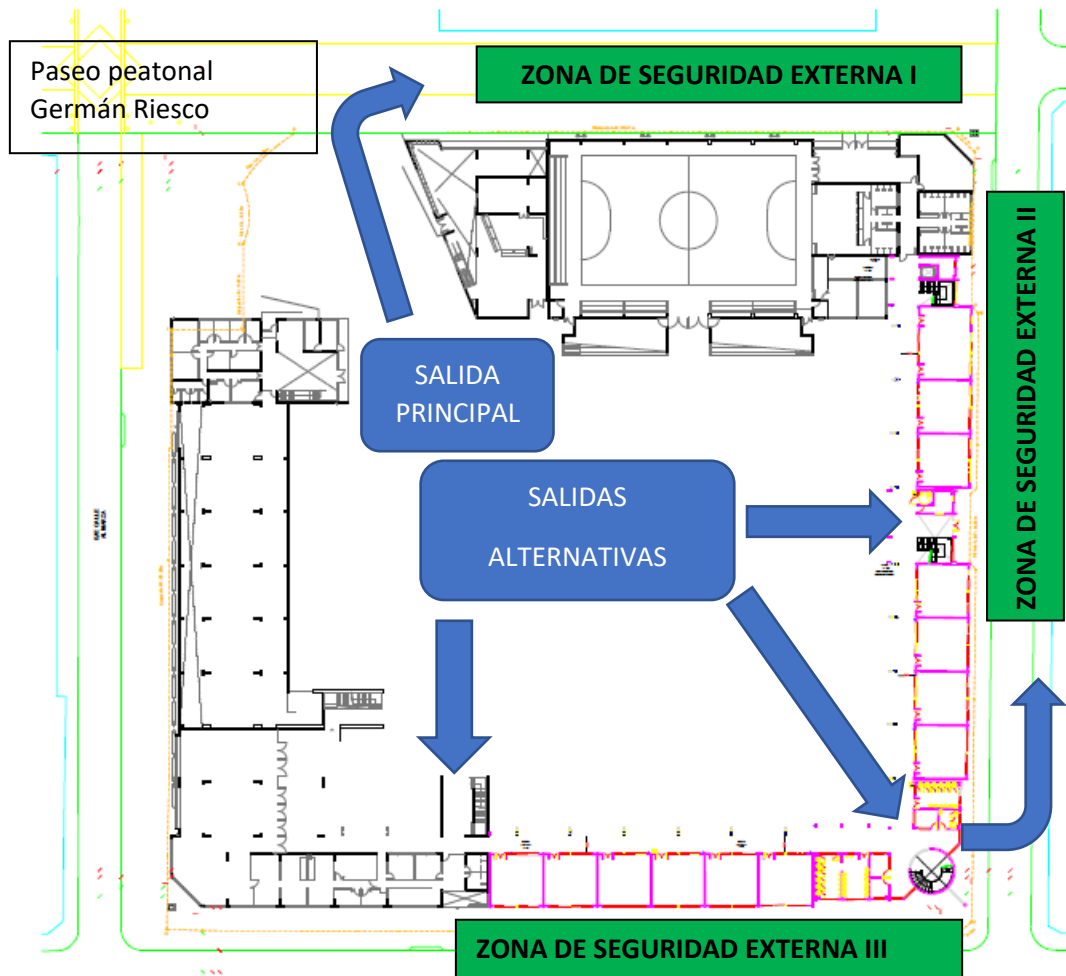 Paseo peatonal
Germán Riesco
ZONA DE SEGURIDAD EXTERNA I
ZONA DE SEGURIDAD EXTERNA II
SALIDA
PRINCIPAL
SALIDAS
ALTERNATIVAS
ZONA DE SEGURIDAD EXTERNA III